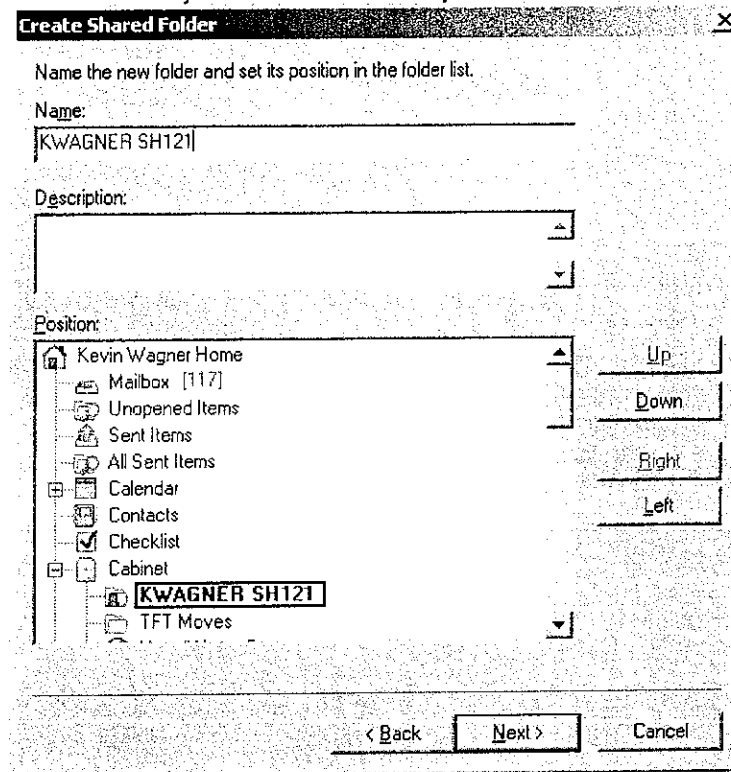 Create Shared Folder
Name the new folder and set its position in the folder list.
Name:
KWAGNER SH121
Description:
Position:
Kevin Wagner Home
Mailbox [117]
Unopened Items
Sent Items
All Sent Items
Calendar
Contacts
Checklist
Cabinet
KWAGNER SH121
TFT Moves
Up
Down
Right
Left
< Back
Next >
Cancel